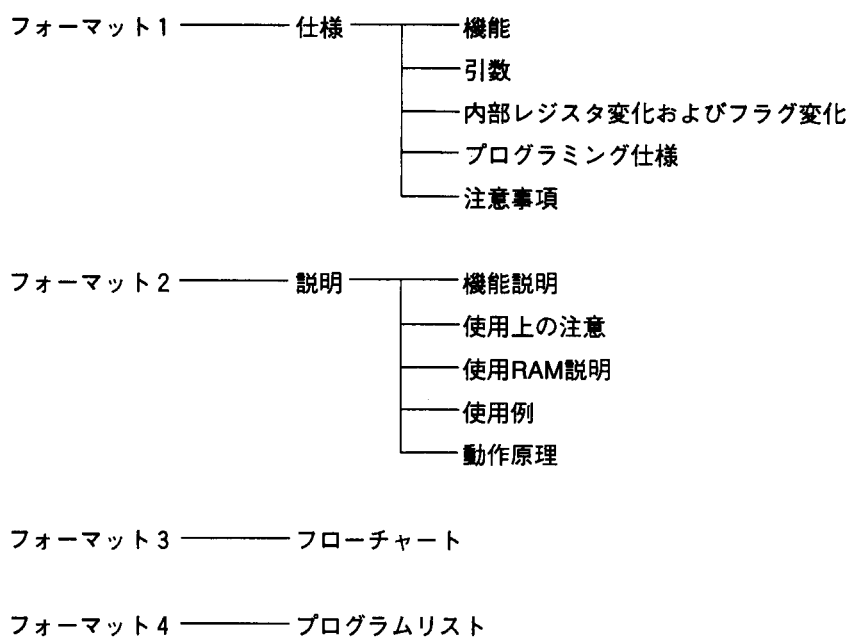 フォーマット1 仕様 機能
引数
内部レジスタ変化およびフラグ変化
プログラミング仕様
注意事項
フォーマット2 説明 機能説明
使用上の注意
使用RAM説明
使用例
動作原理
フォーマット3 フローチャート
フォーマット4 プログラムリスト